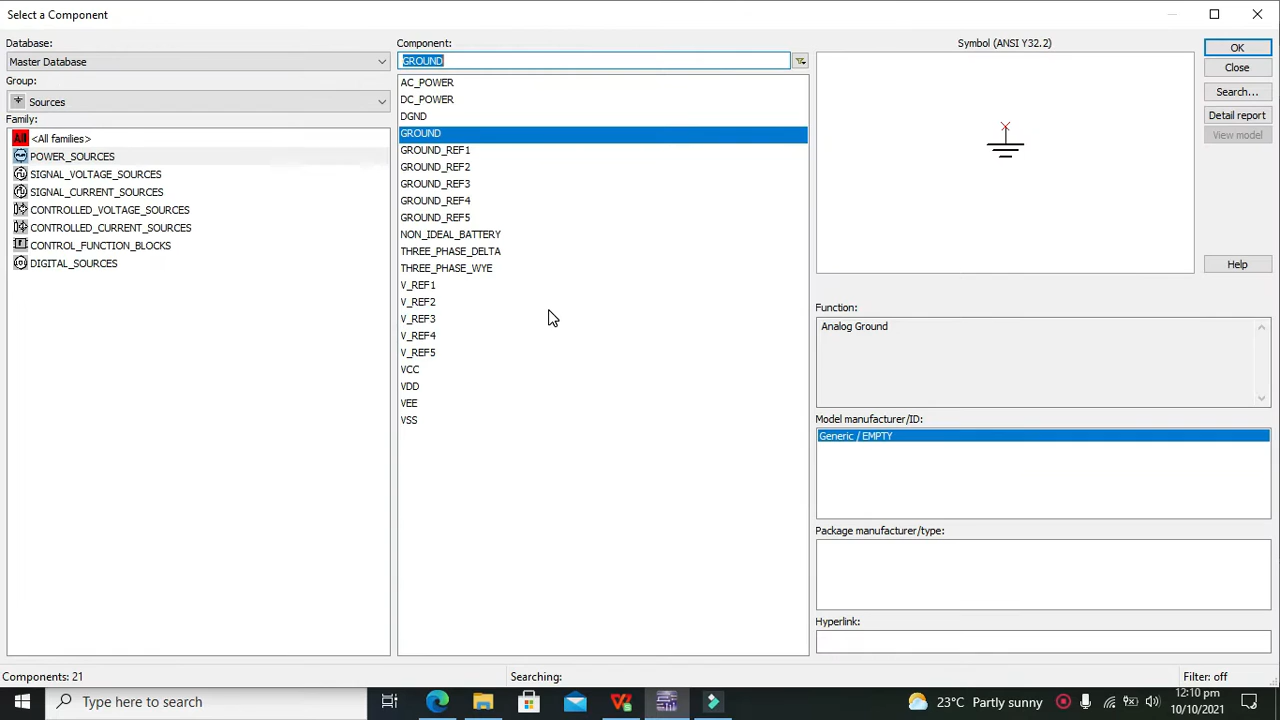 Select a Component
Database:
Master Database
Group:
Sources
Family:
All <All families>
POWER_SOURCES
SIGNAL_VOLTAGE_SOURCES
SIGNAL_CURRENT_SOURCES
CONTROLLED_VOLTAGE_SOURCES
CONTROLLED_CURRENT_SOURCES
CONTROL_FUNCTION_BLOCKS
DIGITAL_SOURCES
Component:
GROUND
AC_POWER
DC_POWER
DGND
GROUND
GROUND_REF1
GROUND_REF2
GROUND_REF3
GROUND_REF4
GROUND_REF5
NON_IDEAL_BATTERY
THREE_PHASE_DELTA
THREE_PHASE_WYE
V_REF1
V_REF2
V_REF3
V_REF4
V_REF5
VCC
VDD
VEE
VSS
Symbol (ANSI Y32.2)
OK
Close
Search...
Detail report
View model
Help
Function:
Analog Ground
Model manufacturer/ID:
Generic / EMPTY
Package manufacturer/type:
Hyperlink:
Components: 21
Searching:
Filter: off
Type here to search
23°C Partly sunny
12:10 pm
10/10/2021